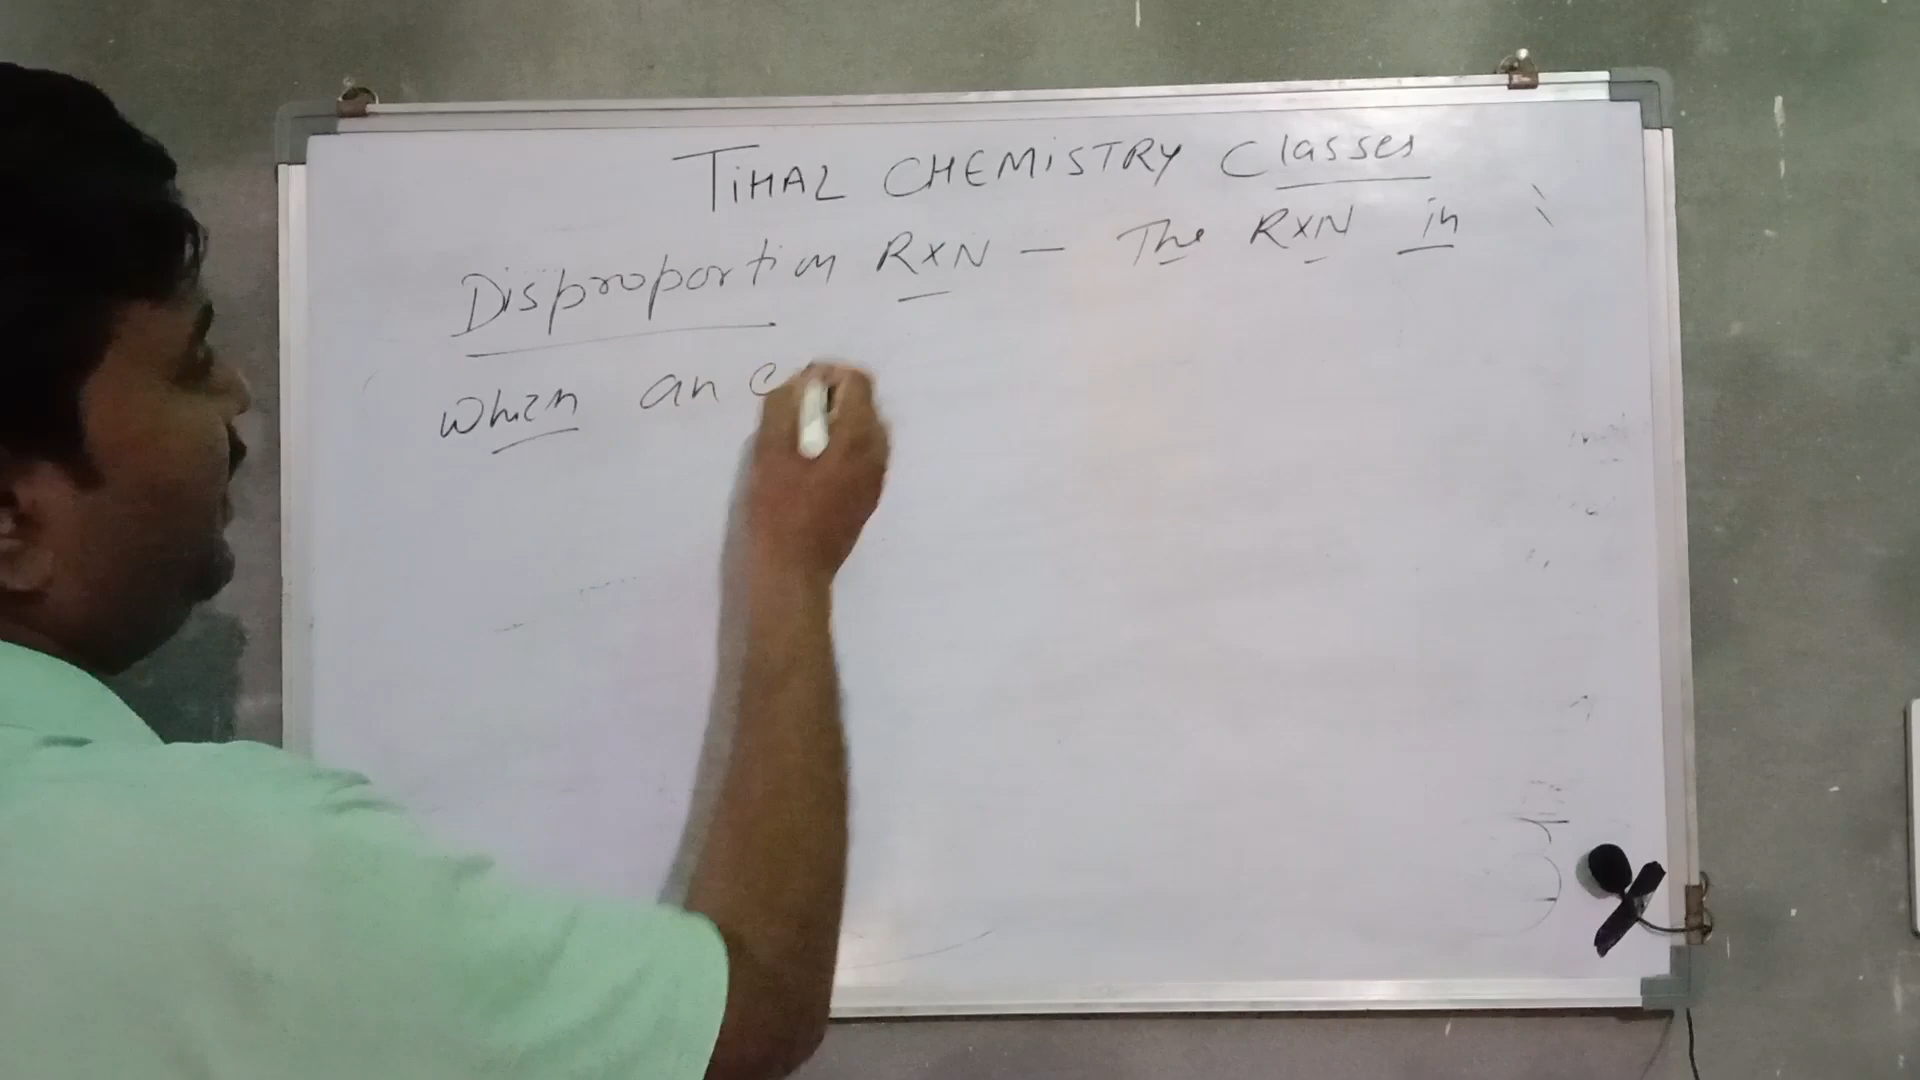 TiHAL CHEMiSTRY Classes
Disproportion RXN — The RXN in
when an